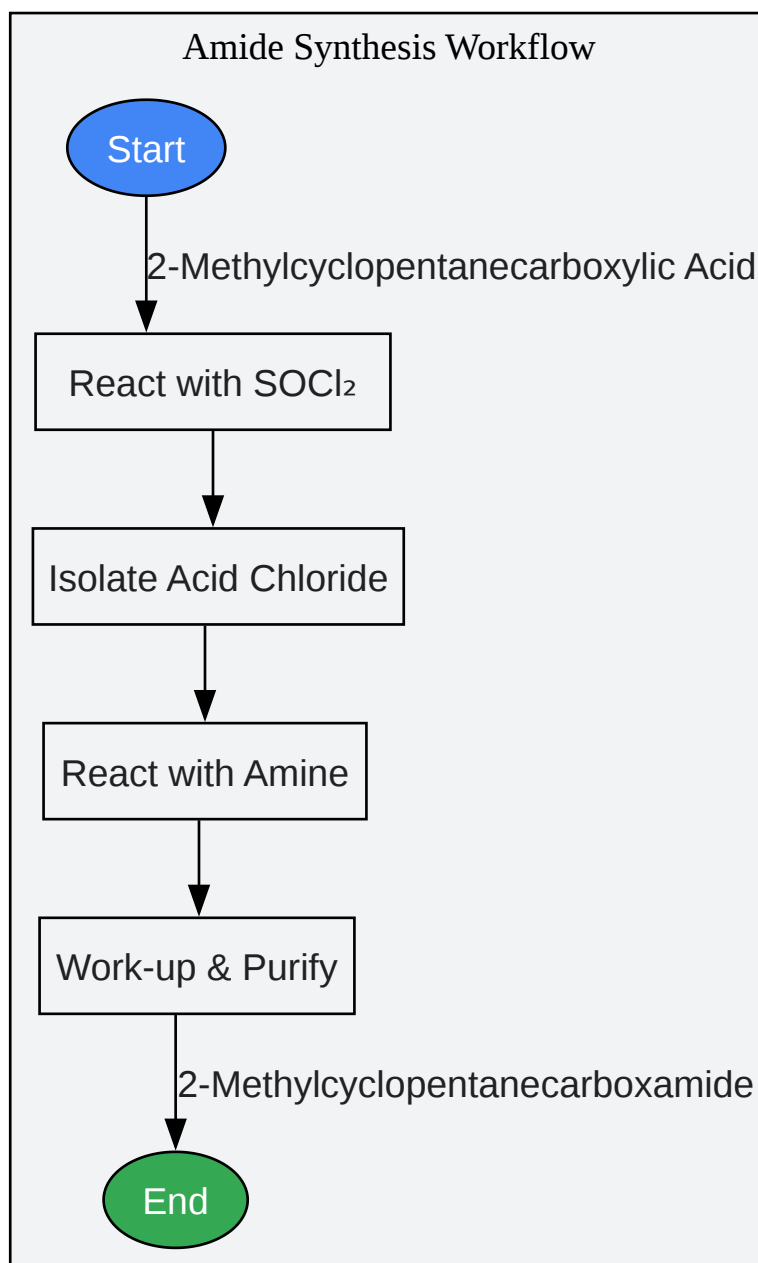 Amide Synthesis Workflow
Start
2-Methylcyclopentanecarboxylic Acid
React with SOCl₂
Isolate Acid Chloride
React with Amine
Work-up & Purify
2-Methylcyclopentanecarboxamide
End